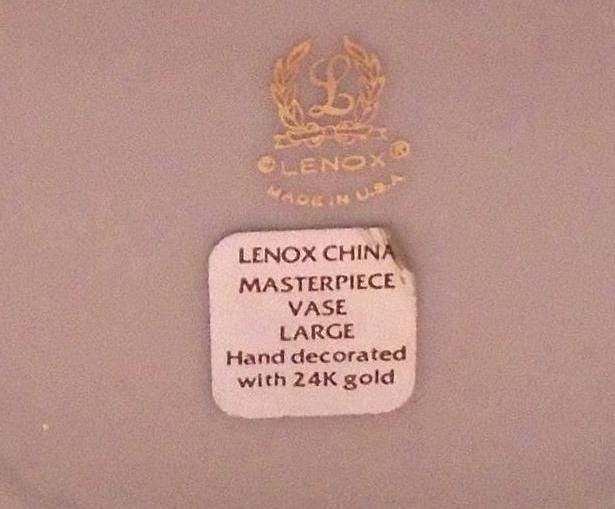 L
©LENOX®
MADE IN U.S.A
LENOX CHINA
MASTERPIECE
VASE
LARGE
Hand decorated
with 24K gold